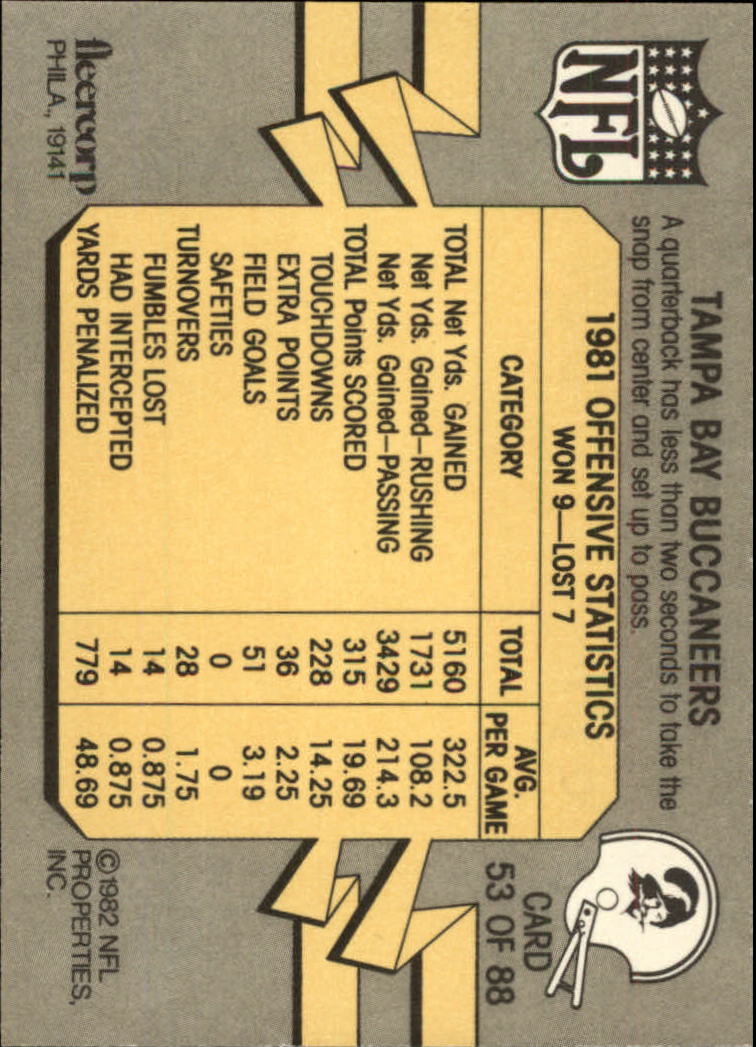 NFL
TAMPA BAY BUCCANEERS
A quarterback has less than two seconds to take the
snap from center and set up to pass.
1981 OFFENSIVE STATISTICS
WON 9—LOST 7
CATEGORY TOTAL AVG. PER GAME
TOTAL Net Yds. GAINED 5160 322.5
Net Yds. Gained—RUSHING 1731 108.2
Net Yds. Gained—PASSING 3429 214.3
TOTAL Points SCORED 315 19.69
TOUCHDOWNS 228 14.25
EXTRA POINTS 36 2.25
FIELD GOALS 51 3.19
SAFETIES 0 0
TURNOVERS 28 1.75
FUMBLES LOST 14 0.875
HAD INTERCEPTED 14 0.875
YARDS PENALIZED 779 48.69
CARD
53 OF 88
fleercorp
PHILA., 19141
©1982 NFL
PROPERTIES,
INC.